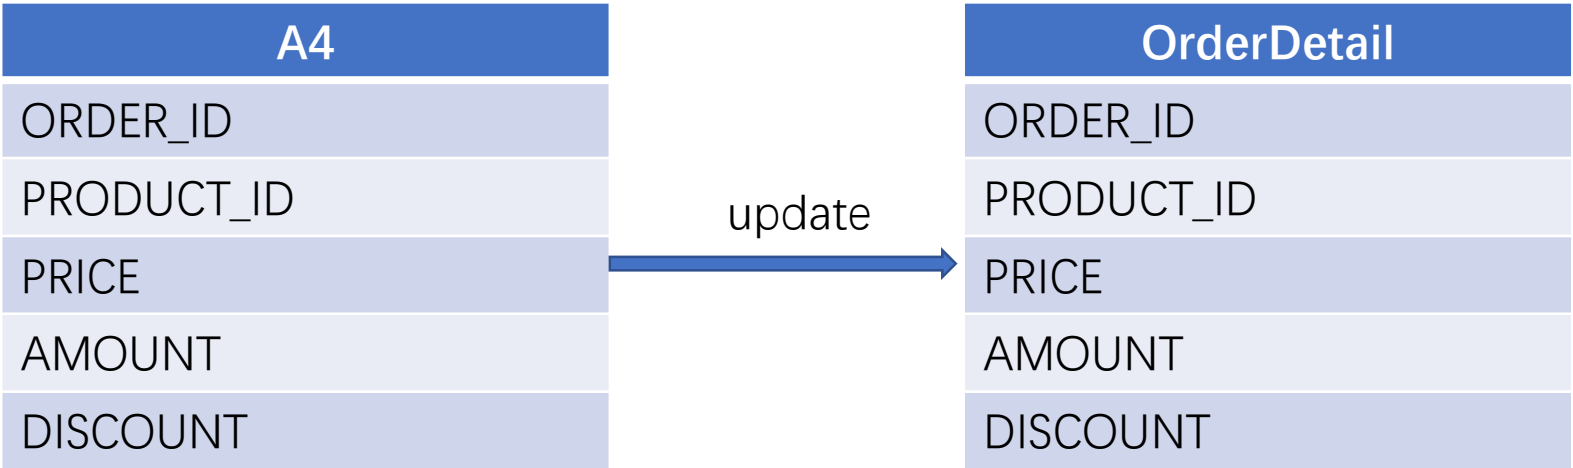 A4
ORDER_ID
PRODUCT_ID
PRICE
AMOUNT
DISCOUNT
update
OrderDetail
ORDER_ID
PRODUCT_ID
PRICE
AMOUNT
DISCOUNT